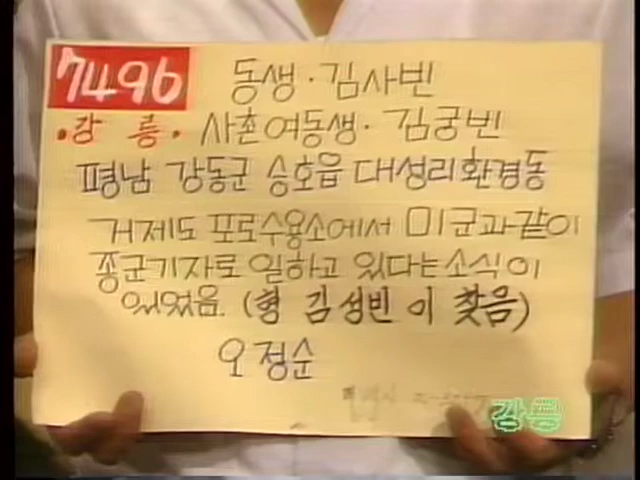 7496
동생·김사빈
·강릉· 사촌여동생·김궁빈
평남 강동군 승호읍 대성리환경동
거제도 포로수용소에서 미군과같이
종군기자로 일하고 있다는소식이
있었음. (형 김성빈이 찾음)
오정순
강릉